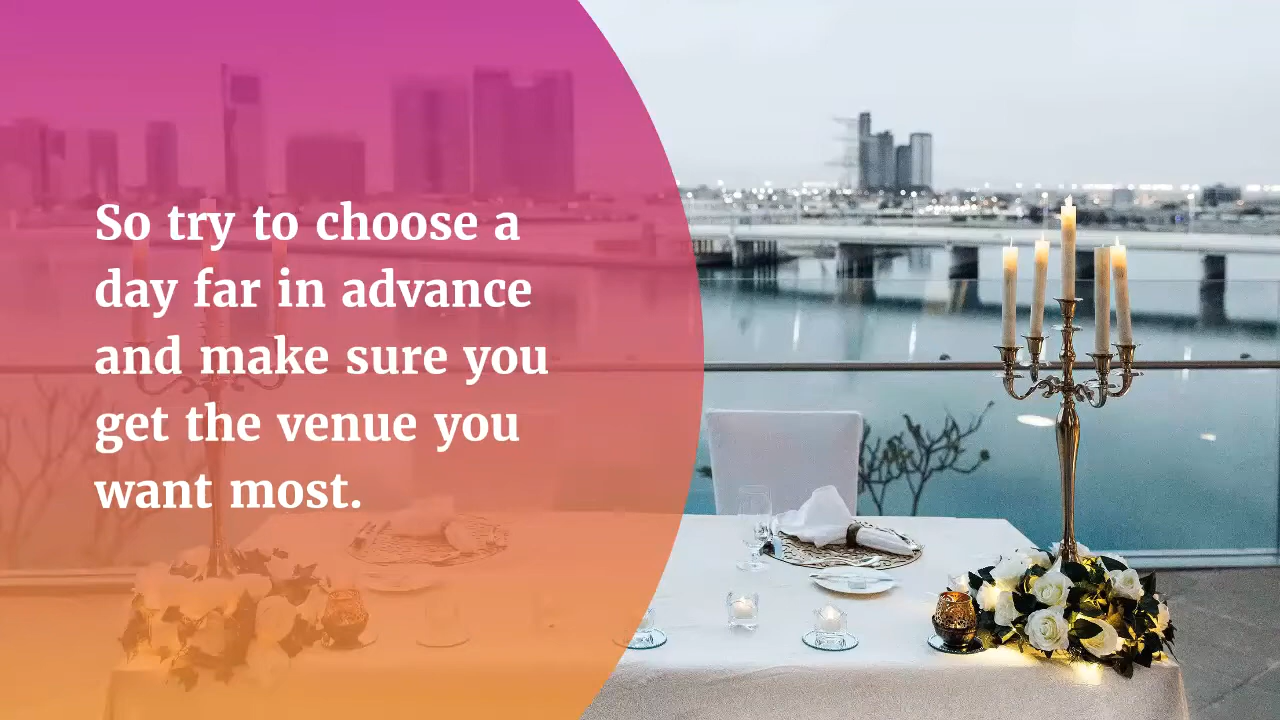 So try to choose a
day far in advance
and make sure you
get the venue you
want most.